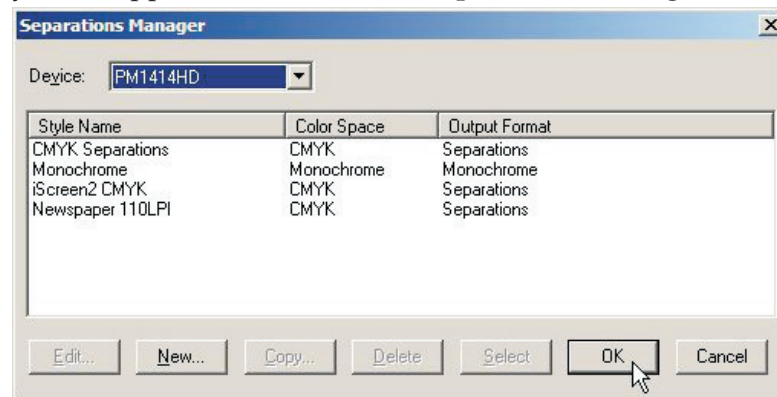 Separations Manager
Device: PM1414HD
Style Name Color Space Output Format
CMYK Separations CMYK Separations
Monochrome Monochrome Monochrome
iScreen2 CMYK CMYK Separations
Newspaper 110LPI CMYK Separations
Edit... New... Copy... Delete Select OK Cancel